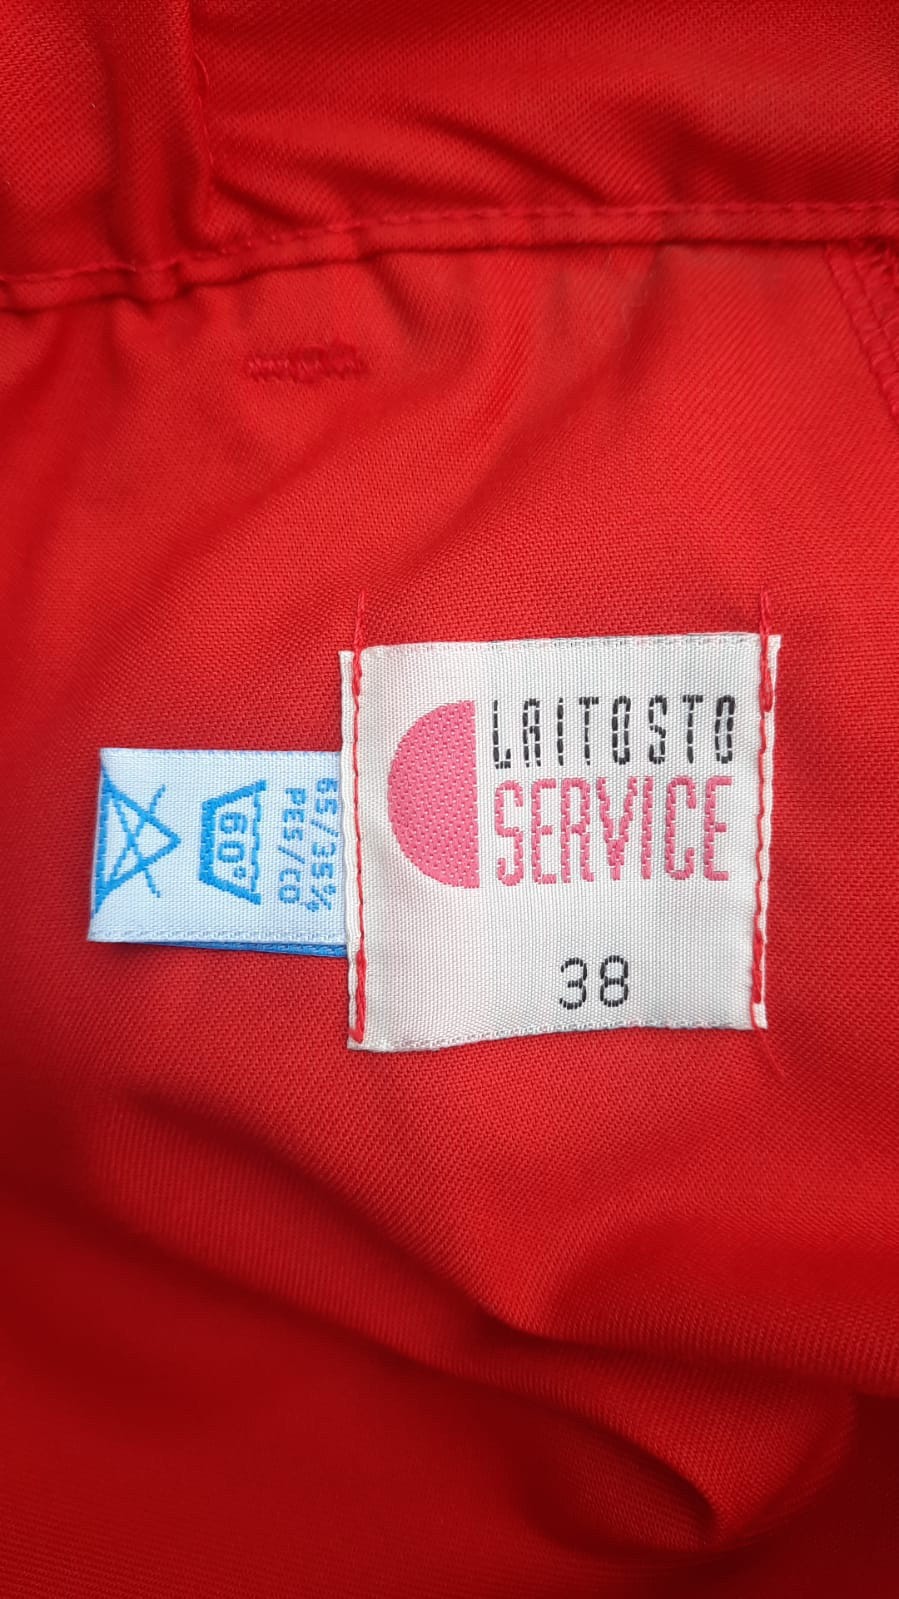 LAITOSTO
SERVICE
38
65/35%
PES/CO
60°